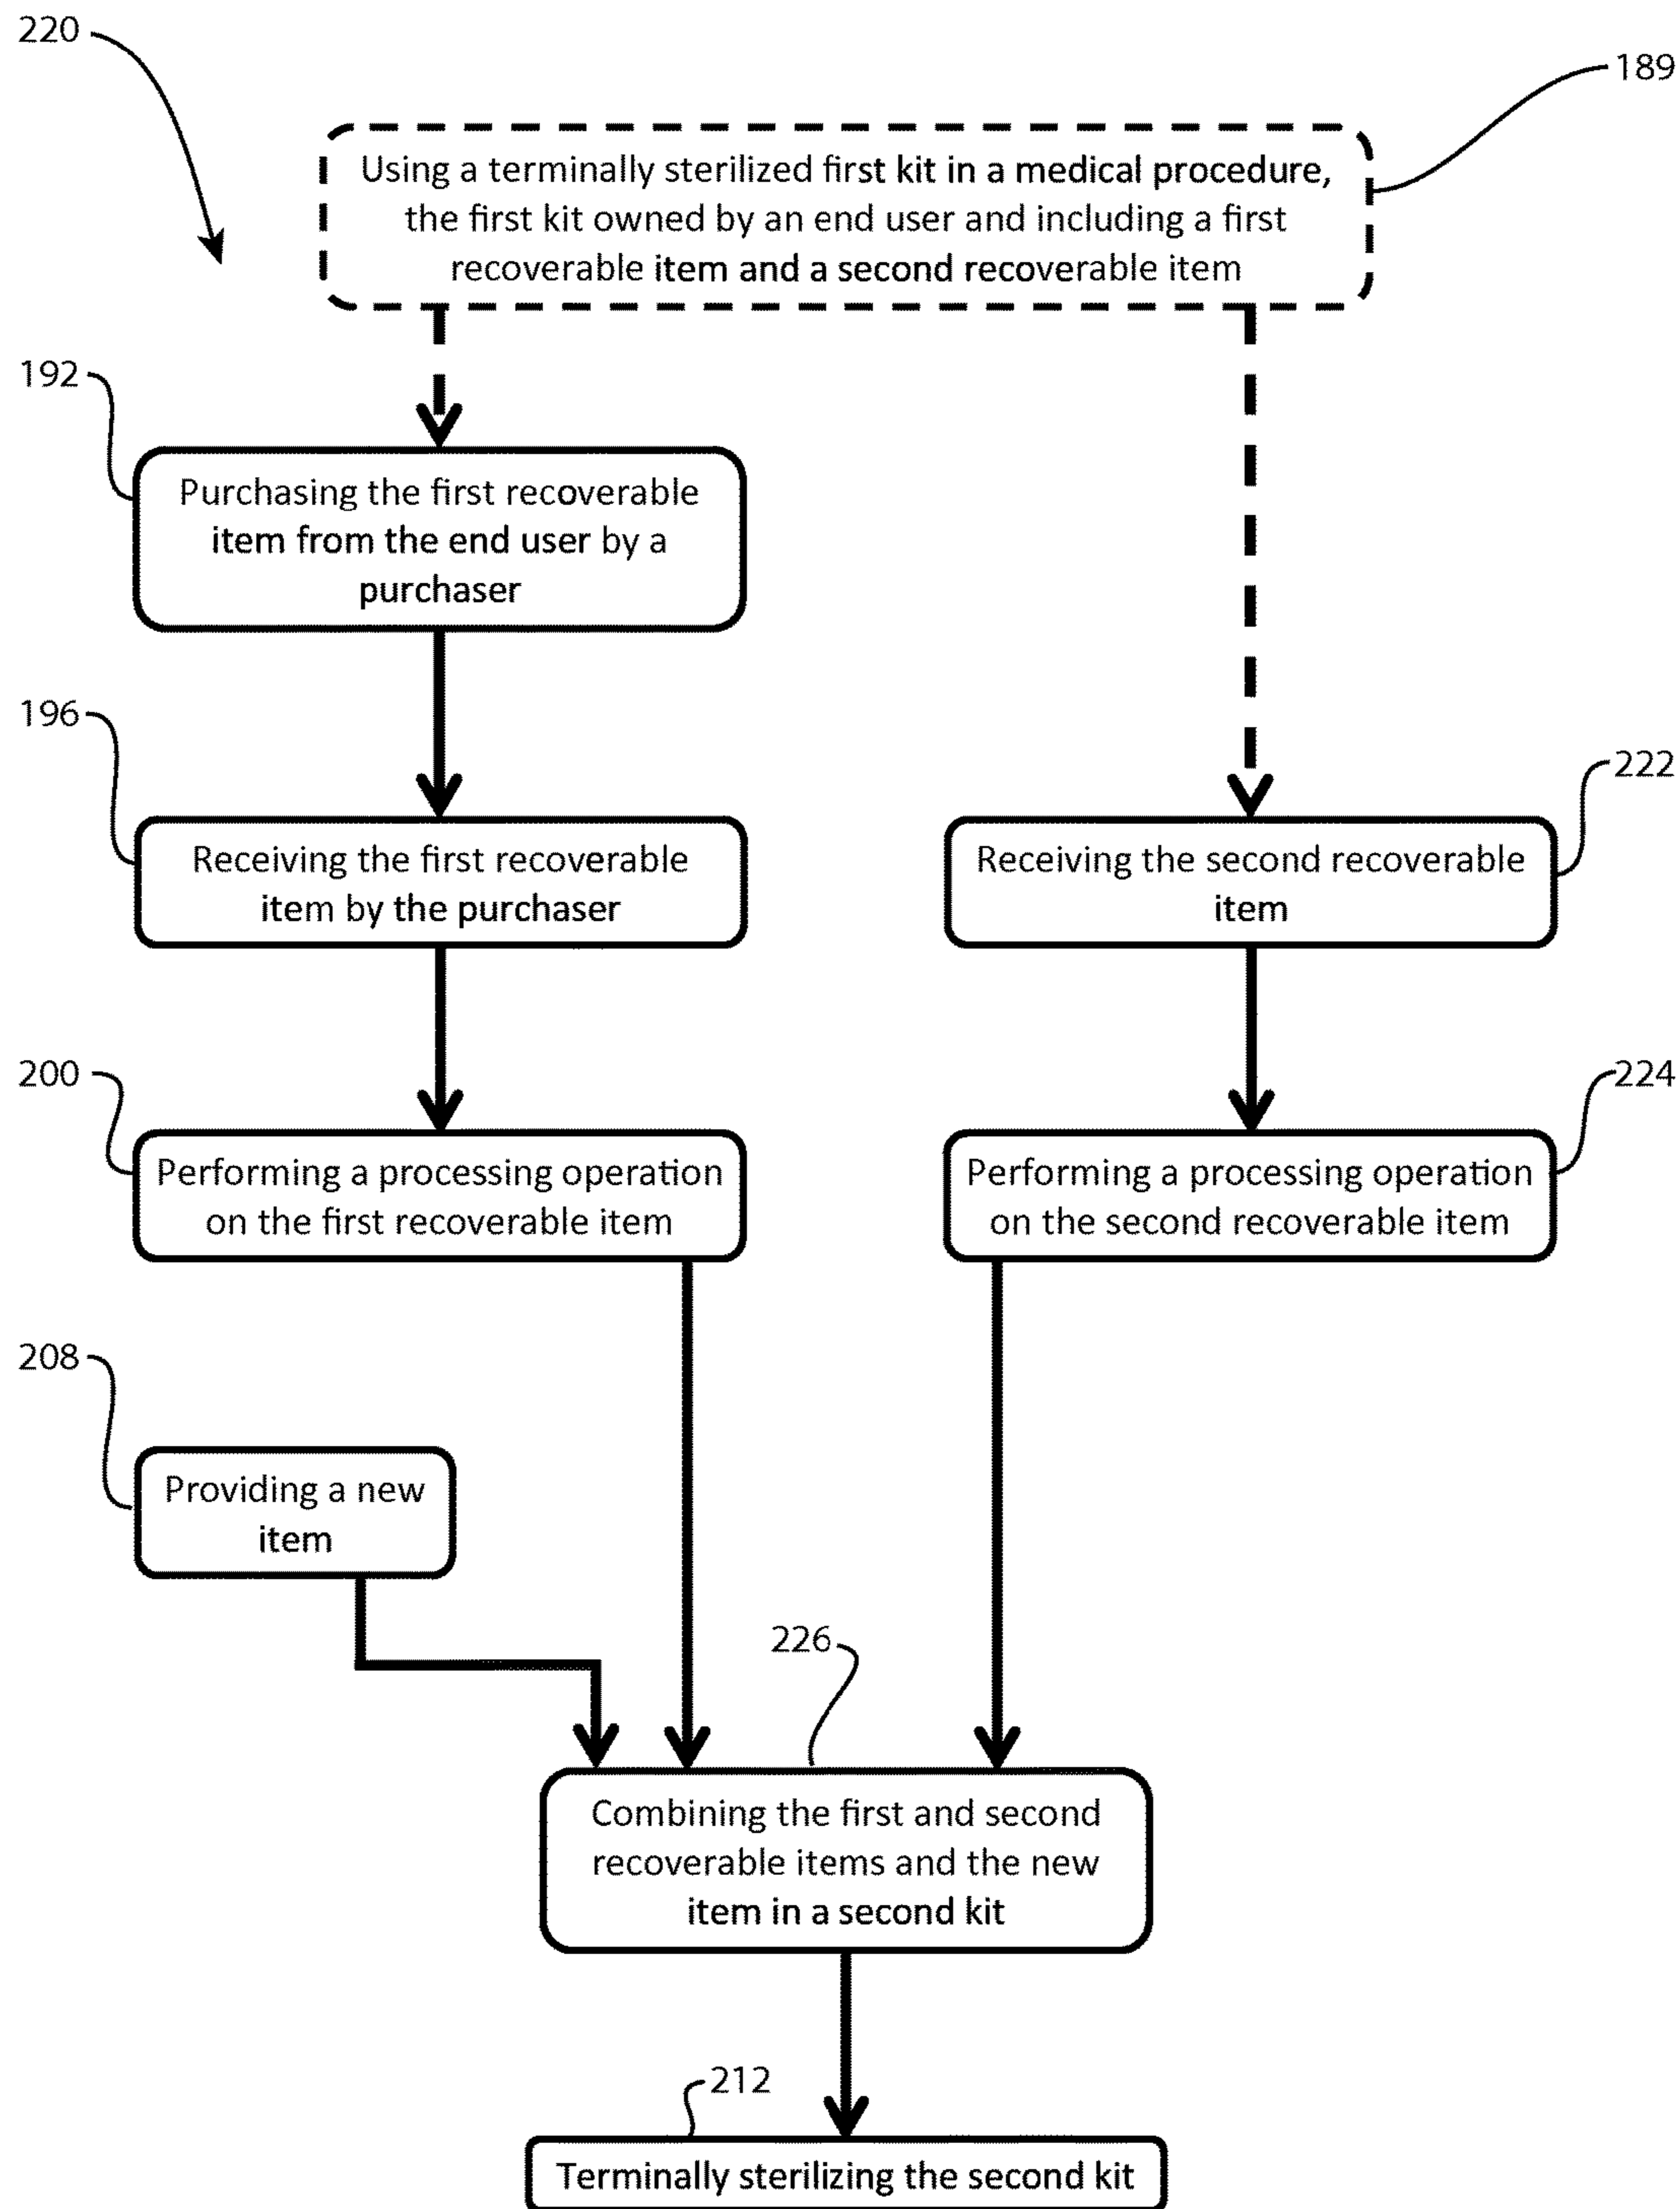 220
189
Using a terminally sterilized first kit in a medical procedure,
the first kit owned by an end user and including a first
recoverable item and a second recoverable item
192
Purchasing the first recoverable
item from the end user by a
purchaser
196
Receiving the first recoverable
item by the purchaser
222
Receiving the second recoverable
item
200
Performing a processing operation
on the first recoverable item
224
Performing a processing operation
on the second recoverable item
208
Providing a new
item
226
Combining the first and second
recoverable items and the new
item in a second kit
212
Terminally sterilizing the second kit